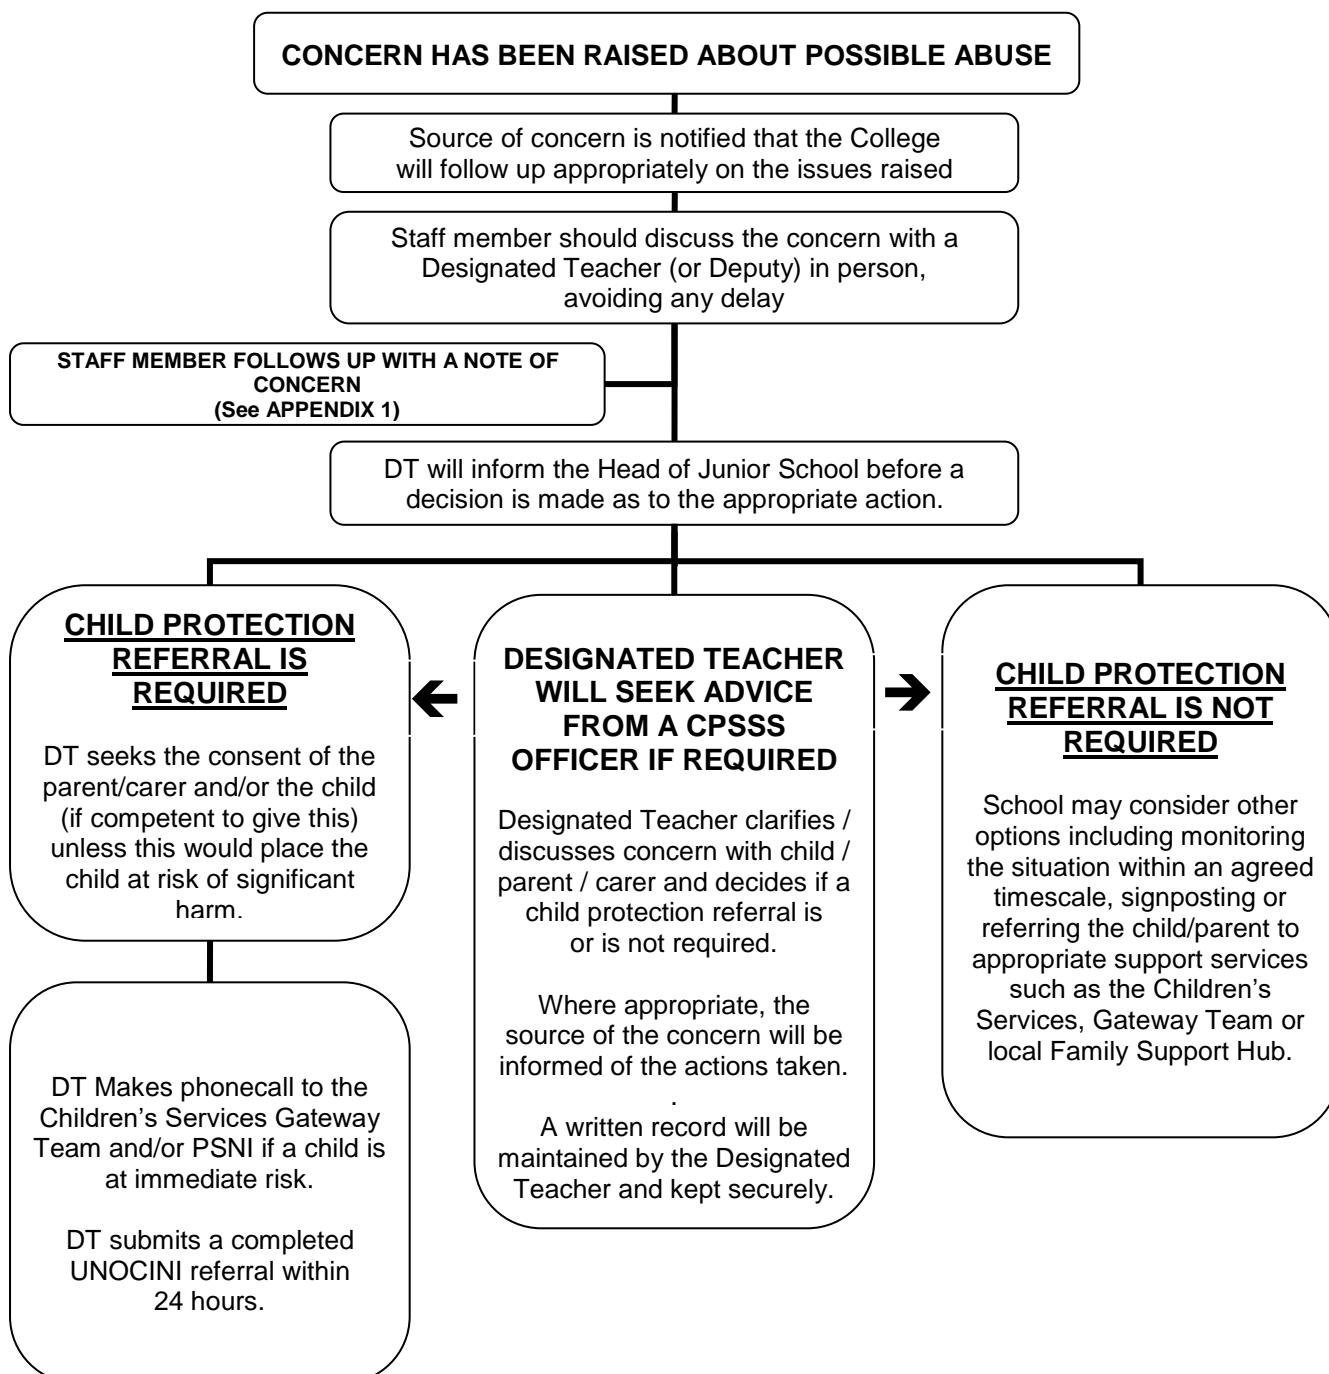 CONCERN HAS BEEN RAISED ABOUT POSSIBLE ABUSE
Source of concern is notified that the College
will follow up appropriately on the issues raised
Staff member should discuss the concern with a
Designated Teacher (or Deputy) in person,
avoiding any delay
STAFF MEMBER FOLLOWS UP WITH A NOTE OF
CONCERN
(See APPENDIX 1)
DT will inform the Head of Junior School before a
decision is made as to the appropriate action.
CHILD PROTECTION
REFERRAL IS
REQUIRED
DT seeks the consent of the
parent/carer and/or the child
(if competent to give this)
unless this would place the
child at risk of significant
harm.
DT Makes phonecall to the
Children’s Services Gateway
Team and/or PSNI if a child is
at immediate risk.
DT submits a completed
UNOCINI referral within
24 hours.
DESIGNATED TEACHER
WILL SEEK ADVICE
FROM A CPSSS
OFFICER IF REQUIRED
Designated Teacher clarifies /
discusses concern with child /
parent / carer and decides if a
child protection referral is
or is not required.
Where appropriate, the
source of the concern will be
informed of the actions taken.
.
A written record will be
maintained by the Designated
Teacher and kept securely.
CHILD PROTECTION
REFERRAL IS NOT
REQUIRED
School may consider other
options including monitoring
the situation within an agreed
timescale, signposting or
referring the child/parent to
appropriate support services
such as the Children’s
Services, Gateway Team or
local Family Support Hub.